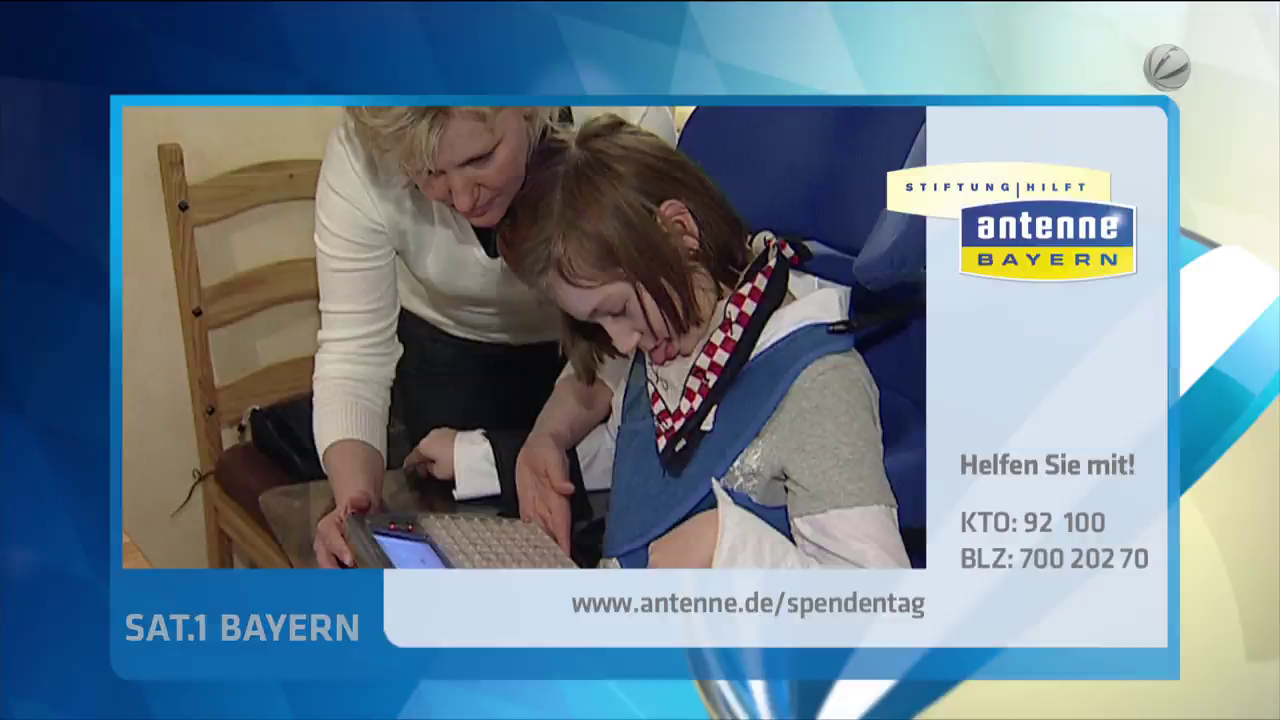 STIFTUNG|HILFT
antenne
BAYERN
Helfen Sie mit!
KTO: 92 100
BLZ: 700 202 70
www.antenne.de/spendentag
SAT.1 BAYERN